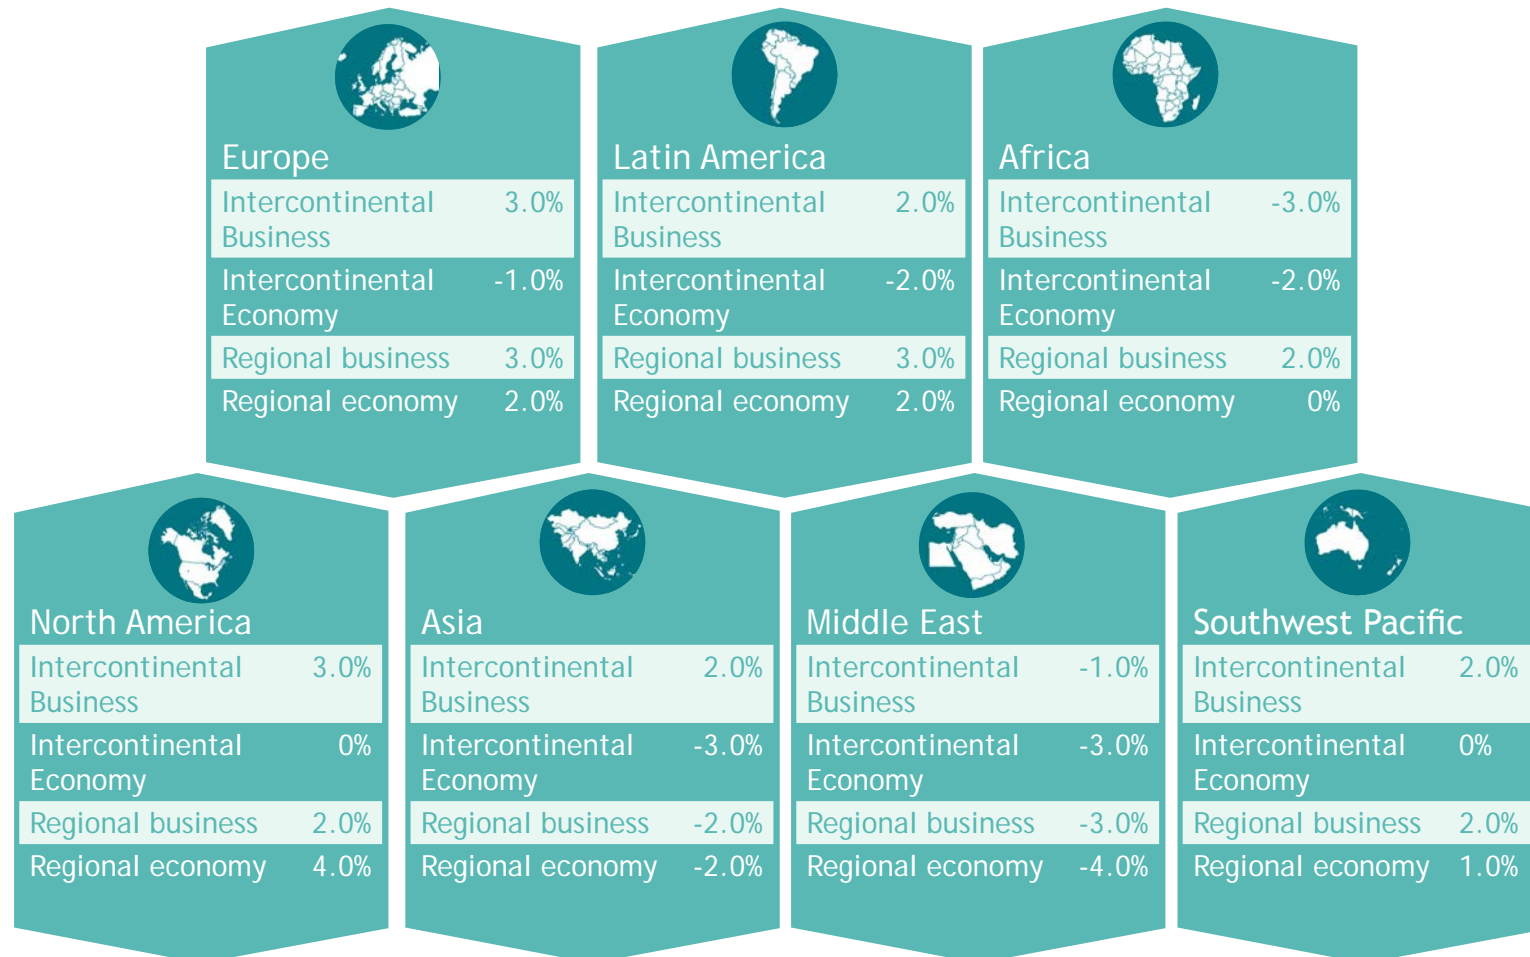 Europe
Intercontinental Business 3.0%
Intercontinental Economy -1.0%
Regional business 3.0%
Regional economy 2.0%
Latin America
Intercontinental Business 2.0%
Intercontinental Economy -2.0%
Regional business 3.0%
Regional economy 2.0%
Africa
Intercontinental Business -3.0%
Intercontinental Economy -2.0%
Regional business 2.0%
Regional economy 0%
North America
Intercontinental Business 3.0%
Intercontinental Economy 0%
Regional business 2.0%
Regional economy 4.0%
Asia
Intercontinental Business 2.0%
Intercontinental Economy -3.0%
Regional business -2.0%
Regional economy -2.0%
Middle East
Intercontinental Business -1.0%
Intercontinental Economy -3.0%
Regional business -3.0%
Regional economy -4.0%
Southwest Pacific
Intercontinental Business 2.0%
Intercontinental Economy 0%
Regional business 2.0%
Regional economy 1.0%